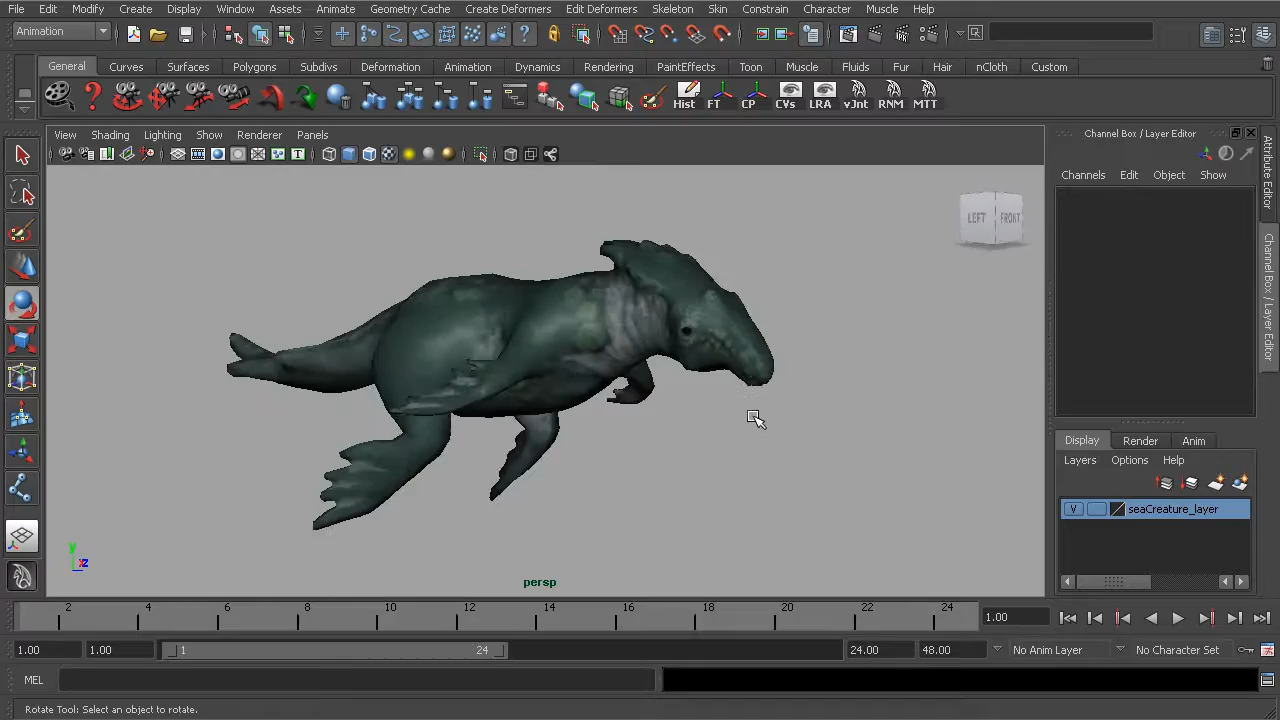 File Edit Modify Create Display Window Assets Animate Geometry Cache Create Deformers Edit Deformers Skeleton Skin Constrain Character Muscle Help
Animation
General Curves Surfaces Polygons Subdivs Deformation Animation Dynamics Rendering PaintEffects Toon Muscle Fluids Fur Hair nCloth Custom
Hist FT CP CVs LRA vJnt RNM MTT
View Shading Lighting Show Renderer Panels
Channel Box / Layer Editor
Channels Edit Object Show
Attribute Editor
Channel Box / Layer Editor
LEFT FRONT
Display Render Anim
Layers Options Help
V seaCreature_layer
y
xz
persp
2 4 6 8 10 12 14 16 18 20 22 24 1.00
1.00 1.00 1 24 24.00 48.00 No Anim Layer No Character Set
MEL
Rotate Tool: Select an object to rotate.